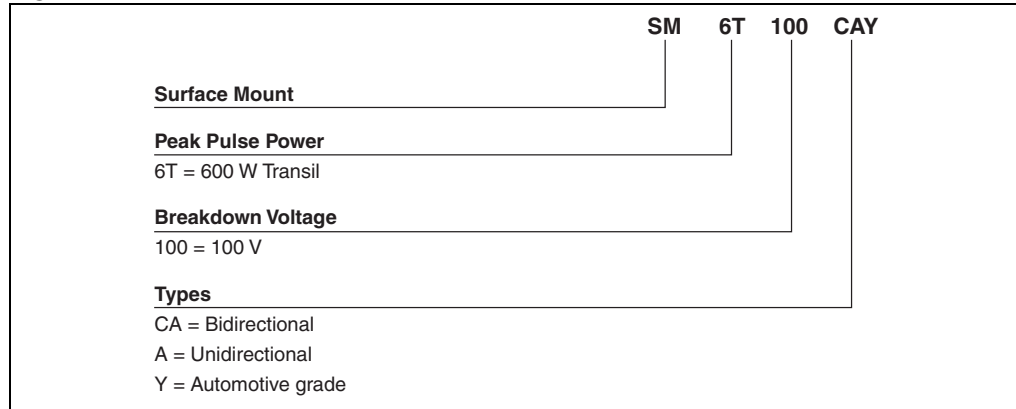 SM 6T 100 CAY
Surface Mount
Peak Pulse Power
6T = 600 W Transil
Breakdown Voltage
100 = 100 V
Types
CA = Bidirectional
A = Unidirectional
Y = Automotive grade